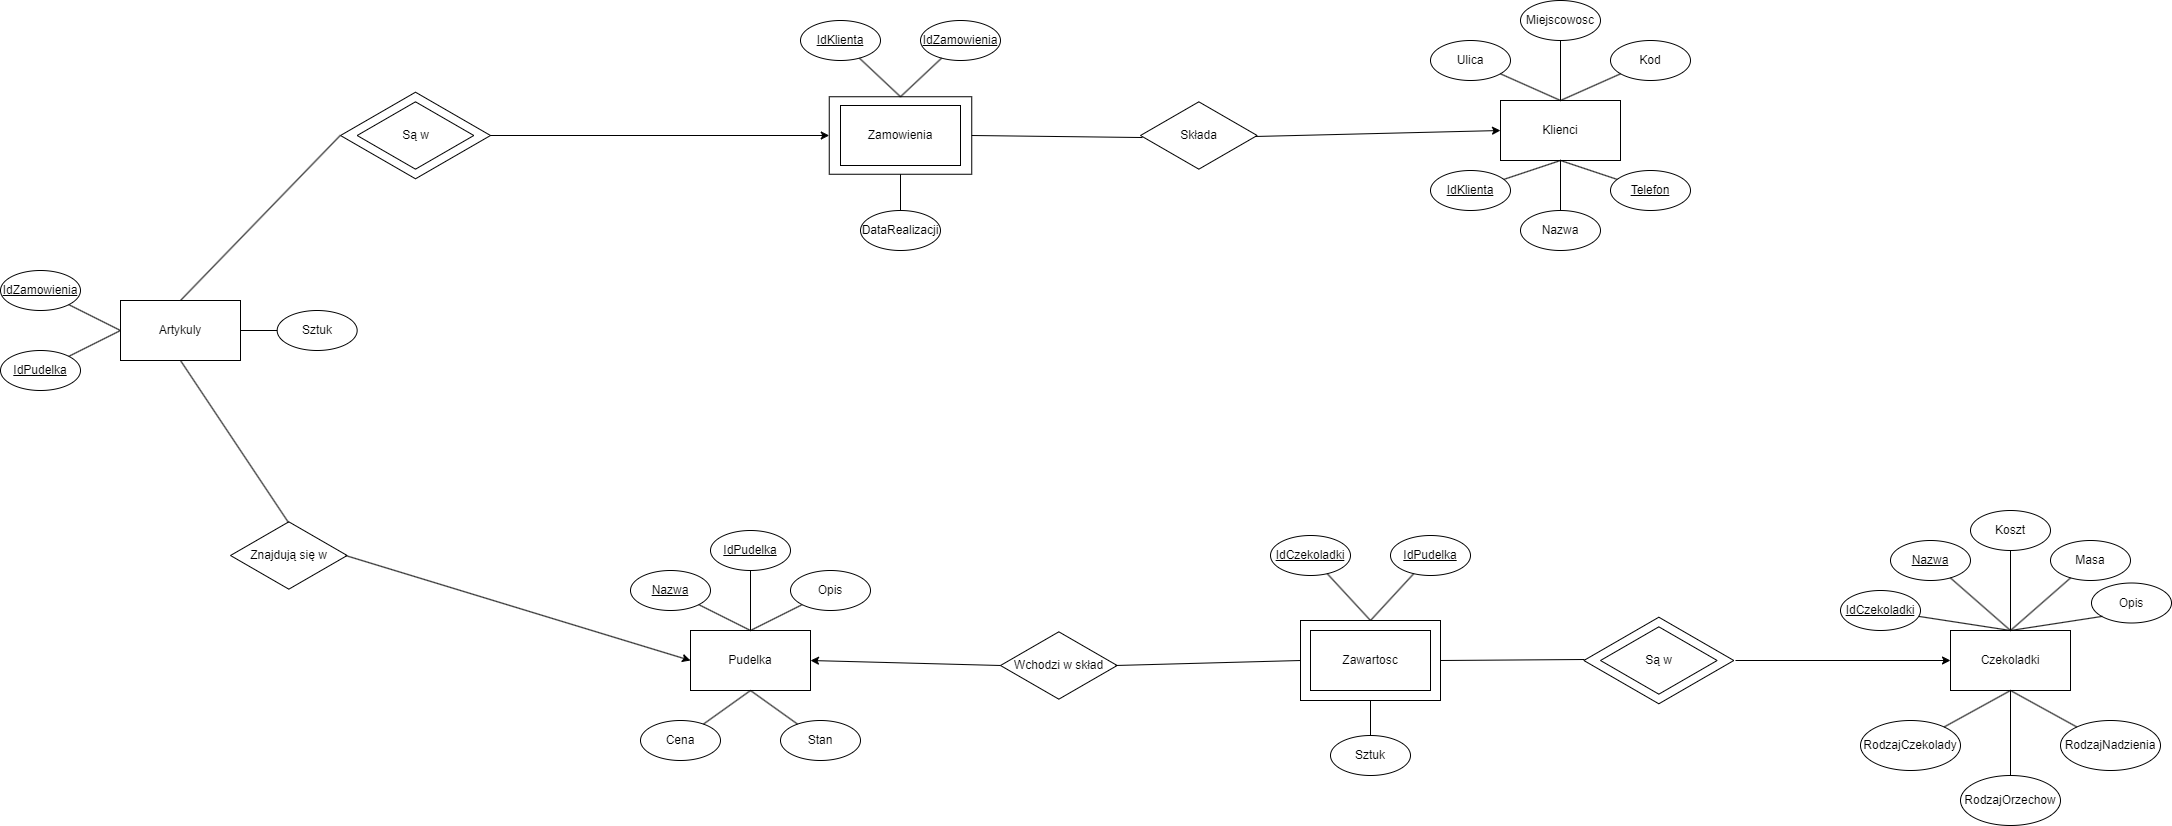 Miejscowosc
IdKlienta
IdZamowienia
Ulica
Kod
Są w
Zamowienia
Składa
Klienci
IdKlienta
Telefon
DataRealizacji
Nazwa
IdZamowienia
Artykuly
Sztuk
IdPudelka
Znajdują się w
IdPudelka
Nazwa
Opis
Pudelka
Cena
Stan
Wchodzi w skład
IdCzekoladki
IdPudelka
Zawartosc
Sztuk
Są w
Koszt
Nazwa
Masa
IdCzekoladki
Opis
Czekoladki
RodzajCzekolady
RodzajNadzienia
RodzajOrzechow